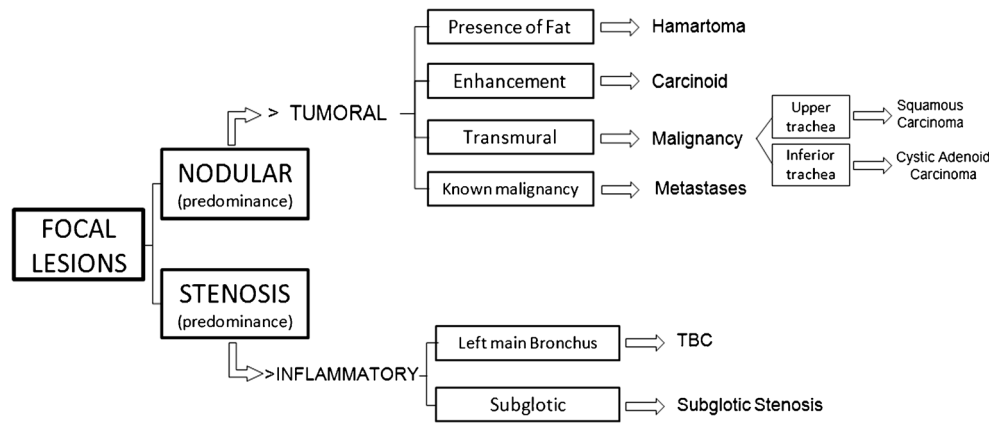 FOCAL
LESIONS
NODULAR
(predominance)
> TUMORAL
Presence of Fat
Hamartoma
Enhancement
Carcinoid
Transmural
Malignancy
Upper
trachea
Squamous
Carcinoma
Inferior
trachea
Cystic Adenoid
Carcinoma
Known malignancy
Metastases
STENOSIS
(predominance)
>INFLAMMATORY
Left main Bronchus
TBC
Subglotic
Subglotic Stenosis